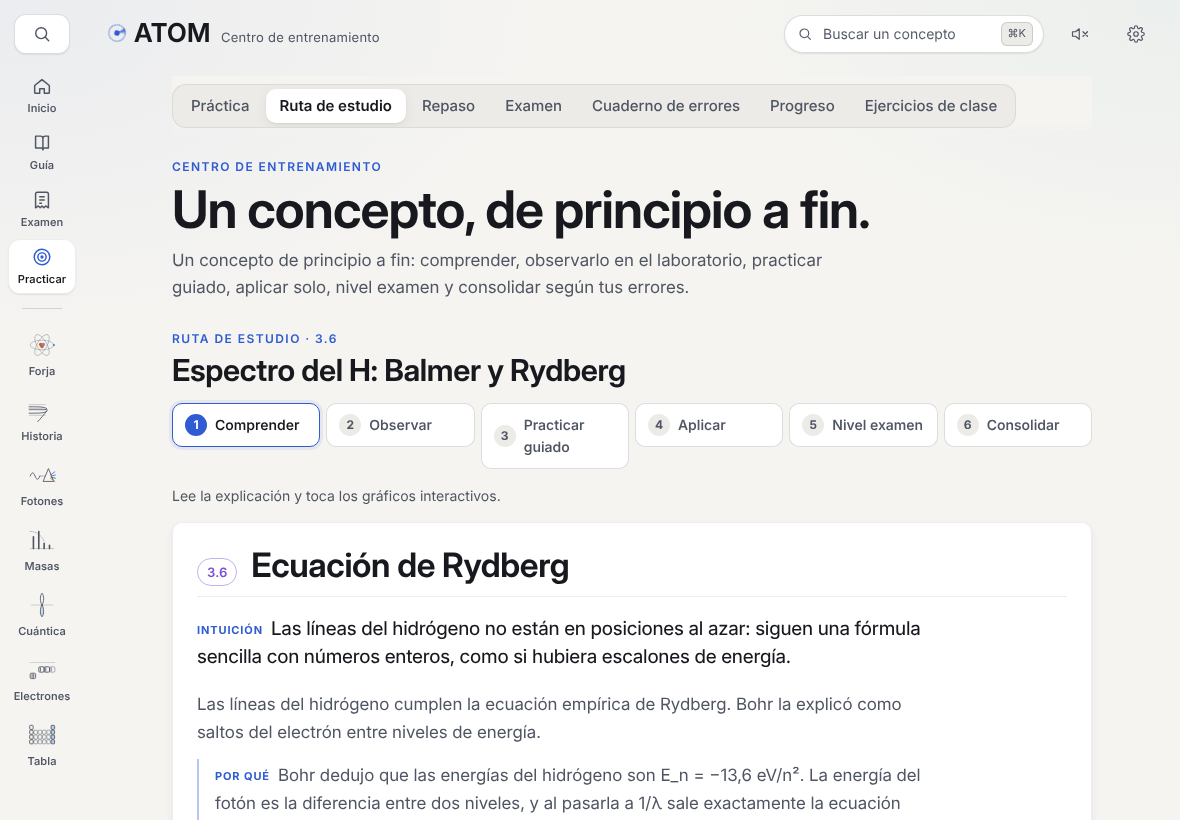 ATOM Centro de entrenamiento
Buscar un concepto ⌘K
Inicio
Guía
Examen
Practicar
Forja
Historia
Fotones
Masas
Cuántica
Electrones
Tabla
Práctica Ruta de estudio Repaso Examen Cuaderno de errores Progreso Ejercicios de clase
CENTRO DE ENTRENAMIENTO
Un concepto, de principio a fin.
Un concepto de principio a fin: comprender, observarlo en el laboratorio, practicar
guiado, aplicar solo, nivel examen y consolidar según tus errores.
RUTA DE ESTUDIO · 3.6
Espectro del H: Balmer y Rydberg
1 Comprender
2 Observar
3 Practicar
guiado
4 Aplicar
5 Nivel examen
6 Consolidar
Lee la explicación y toca los gráficos interactivos.
3.6 Ecuación de Rydberg
INTUICIÓN Las líneas del hidrógeno no están en posiciones al azar: siguen una fórmula
sencilla con números enteros, como si hubiera escalones de energía.
Las líneas del hidrógeno cumplen la ecuación empírica de Rydberg. Bohr la explicó como
saltos del electrón entre niveles de energía.
POR QUÉ Bohr dedujo que las energías del hidrógeno son E_n = −13,6 eV/n². La energía del
fotón es la diferencia entre dos niveles, y al pasarla a 1/λ sale exactamente la ecuación